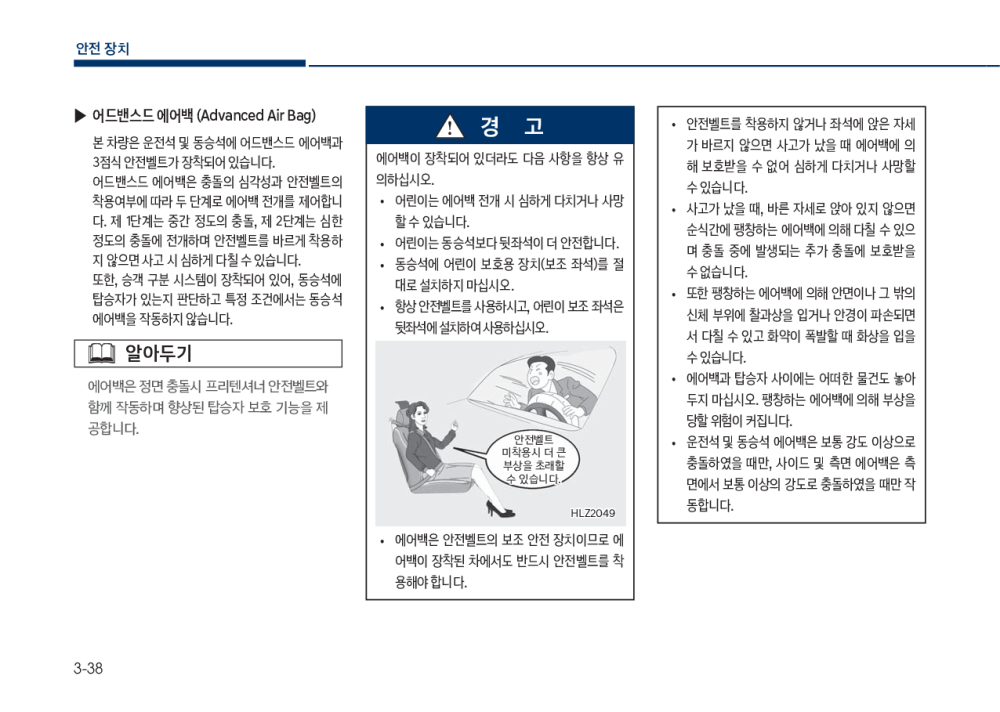 안전 장치
▶ 어드밴스드 에어백 (Advanced Air Bag)
본 차량은 운전석 및 동승석에 어드밴스드 에어백과
3점식 안전벨트가 장착되어 있습니다.
어드밴스드 에어백은 충돌의 심각성과 안전벨트의
착용여부에 따라 두 단계로 에어백 전개를 제어합니
다. 제 1단계는 중간 정도의 충돌, 제 2단계는 심한
정도의 충돌에 전개하며 안전벨트를 바르게 착용하
지 않으면 사고 시 심하게 다칠 수 있습니다.
또한, 승객 구분 시스템이 장착되어 있어, 동승석에
탑승자가 있는지 판단하고 특정 조건에서는 동승석
에어백을 작동하지 않습니다.
알아두기
에어백은 정면 충돌시 프리텐셔너 안전벨트와
함께 작동하며 향상된 탑승자 보호 기능을 제
공합니다.
경 고
에어백이 장착되어 있더라도 다음 사항을 항상 유
의하십시오.
• 어린이는 에어백 전개 시 심하게 다치거나 사망
할 수 있습니다.
• 어린이는 동승석보다 뒷좌석이 더 안전합니다.
• 동승석에 어린이 보호용 장치(보조 좌석)를 절
대로 설치하지 마십시오.
• 항상 안전벨트를 사용하시고, 어린이 보조 좌석은
뒷좌석에 설치하여 사용하십시오.
안전벨트
미착용시 더 큰
부상을 초래할
수 있습니다.
HLZ2049
• 에어백은 안전벨트의 보조 안전 장치이므로 에
어백이 장착된 차에서도 반드시 안전벨트를 착
용해야 합니다.
• 안전벨트를 착용하지 않거나 좌석에 앉은 자세
가 바르지 않으면 사고가 났을 때 에어백에 의
해 보호받을 수 없어 심하게 다치거나 사망할
수 있습니다.
• 사고가 났을 때, 바른 자세로 앉아 있지 않으면
순식간에 팽창하는 에어백에 의해 다칠 수 있으
며 충돌 중에 발생되는 추가 충돌에 보호받을
수 없습니다.
• 또한 팽창하는 에어백에 의해 안면이나 그 밖의
신체 부위에 찰과상을 입거나 안경이 파손되면
서 다칠 수 있고 화약이 폭발할 때 화상을 입을
수 있습니다.
• 에어백과 탑승자 사이에는 어떠한 물건도 놓아
두지 마십시오. 팽창하는 에어백에 의해 부상을
당할 위험이 커집니다.
• 운전석 및 동승석 에어백은 보통 강도 이상으로
충돌하였을 때만, 사이드 및 측면 에어백은 측
면에서 보통 이상의 강도로 충돌하였을 때만 작
동합니다.
3-38